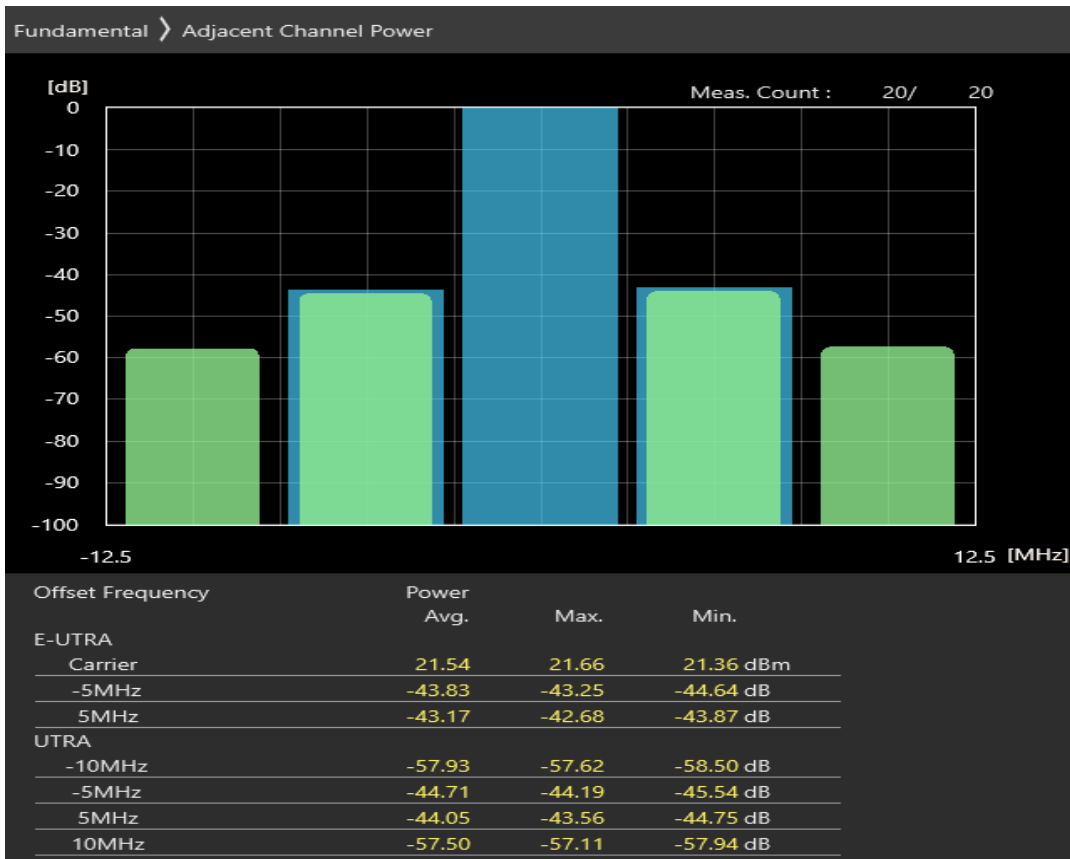 Fundamental 〉 Adjacent Channel Power
[dB]
Meas. Count : 20/ 20
0
-10
-20
-30
-40
-50
-60
-70
-80
-90
-100
-12.5 12.5 [MHz]
Offset Frequency Power
Avg. Max. Min.
E-UTRA
Carrier 21.54 21.66 21.36 dBm
-5MHz -43.83 -43.25 -44.64 dB
5MHz -43.17 -42.68 -43.87 dB
UTRA
-10MHz -57.93 -57.62 -58.50 dB
-5MHz -44.71 -44.19 -45.54 dB
5MHz -44.05 -43.56 -44.75 dB
10MHz -57.50 -57.11 -57.94 dB